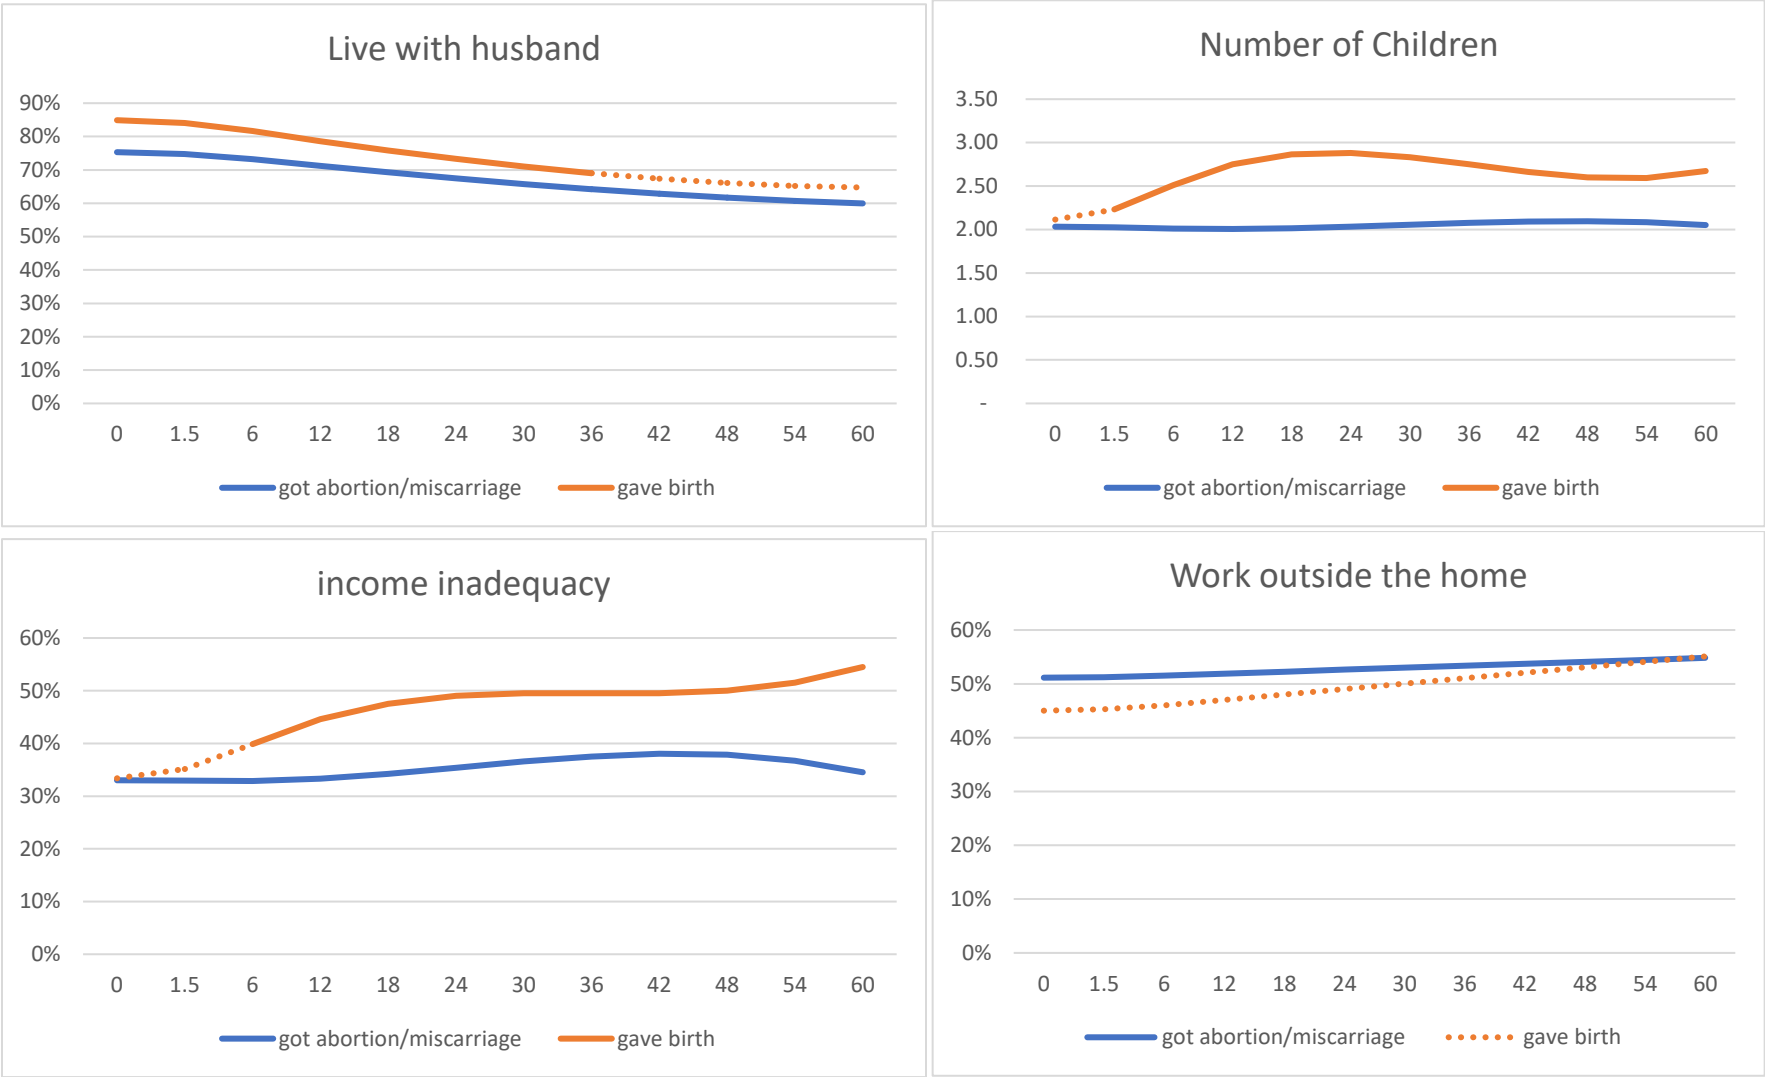 Live with husband
90%
80%
70%
60%
50%
40%
30%
20%
10%
0%
0 1.5 6 12 18 24 30 36 42 48 54 60
got abortion/miscarriage gave birth
Number of Children
3.50
3.00
2.50
2.00
1.50
1.00
0.50
-
0 1.5 6 12 18 24 30 36 42 48 54 60
got abortion/miscarriage gave birth
income inadequacy
60%
50%
40%
30%
20%
10%
0%
0 1.5 6 12 18 24 30 36 42 48 54 60
got abortion/miscarriage gave birth
Work outside the home
60%
50%
40%
30%
20%
10%
0%
0 1.5 6 12 18 24 30 36 42 48 54 60
got abortion/miscarriage gave birth